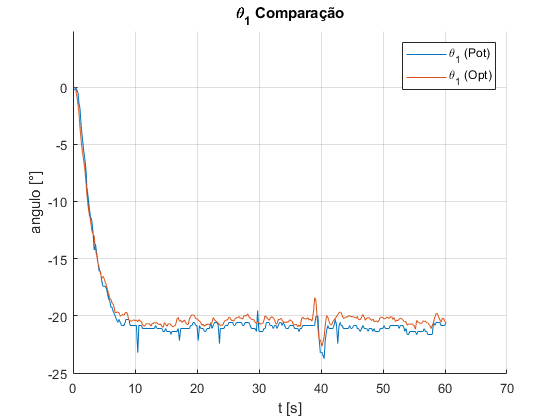 θ1 Comparação
θ1 (Pot)
θ1 (Opt)
angulo [°]
0
-5
-10
-15
-20
-25
0 10 20 30 40 50 60 70
t [s]